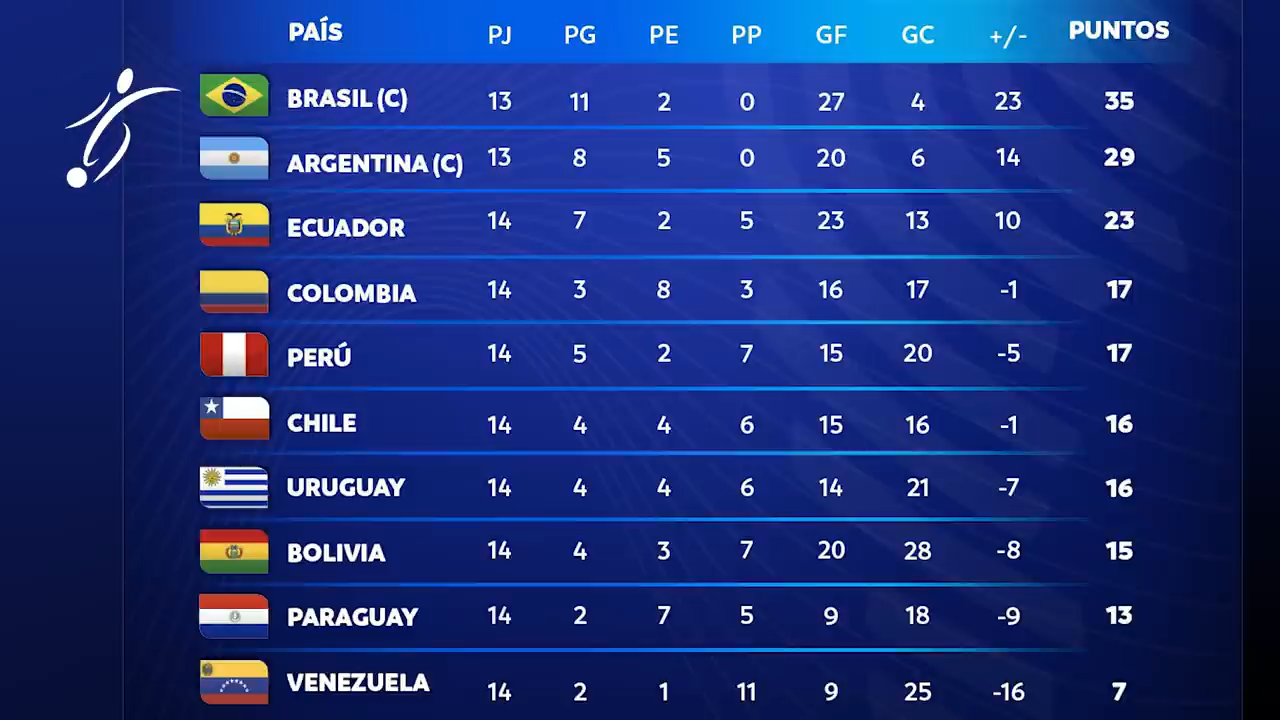 PAÍS PJ PG PE PP GF GC +/- PUNTOS
BRASIL (C) 13 11 2 0 27 4 23 35
ARGENTINA (C) 13 8 5 0 20 6 14 29
ECUADOR 14 7 2 5 23 13 10 23
COLOMBIA 14 3 8 3 16 17 -1 17
PERÚ 14 5 2 7 15 20 -5 17
CHILE 14 4 4 6 15 16 -1 16
URUGUAY 14 4 4 6 14 21 -7 16
BOLIVIA 14 4 3 7 20 28 -8 15
PARAGUAY 14 2 7 5 9 18 -9 13
VENEZUELA 14 2 1 11 9 25 -16 7